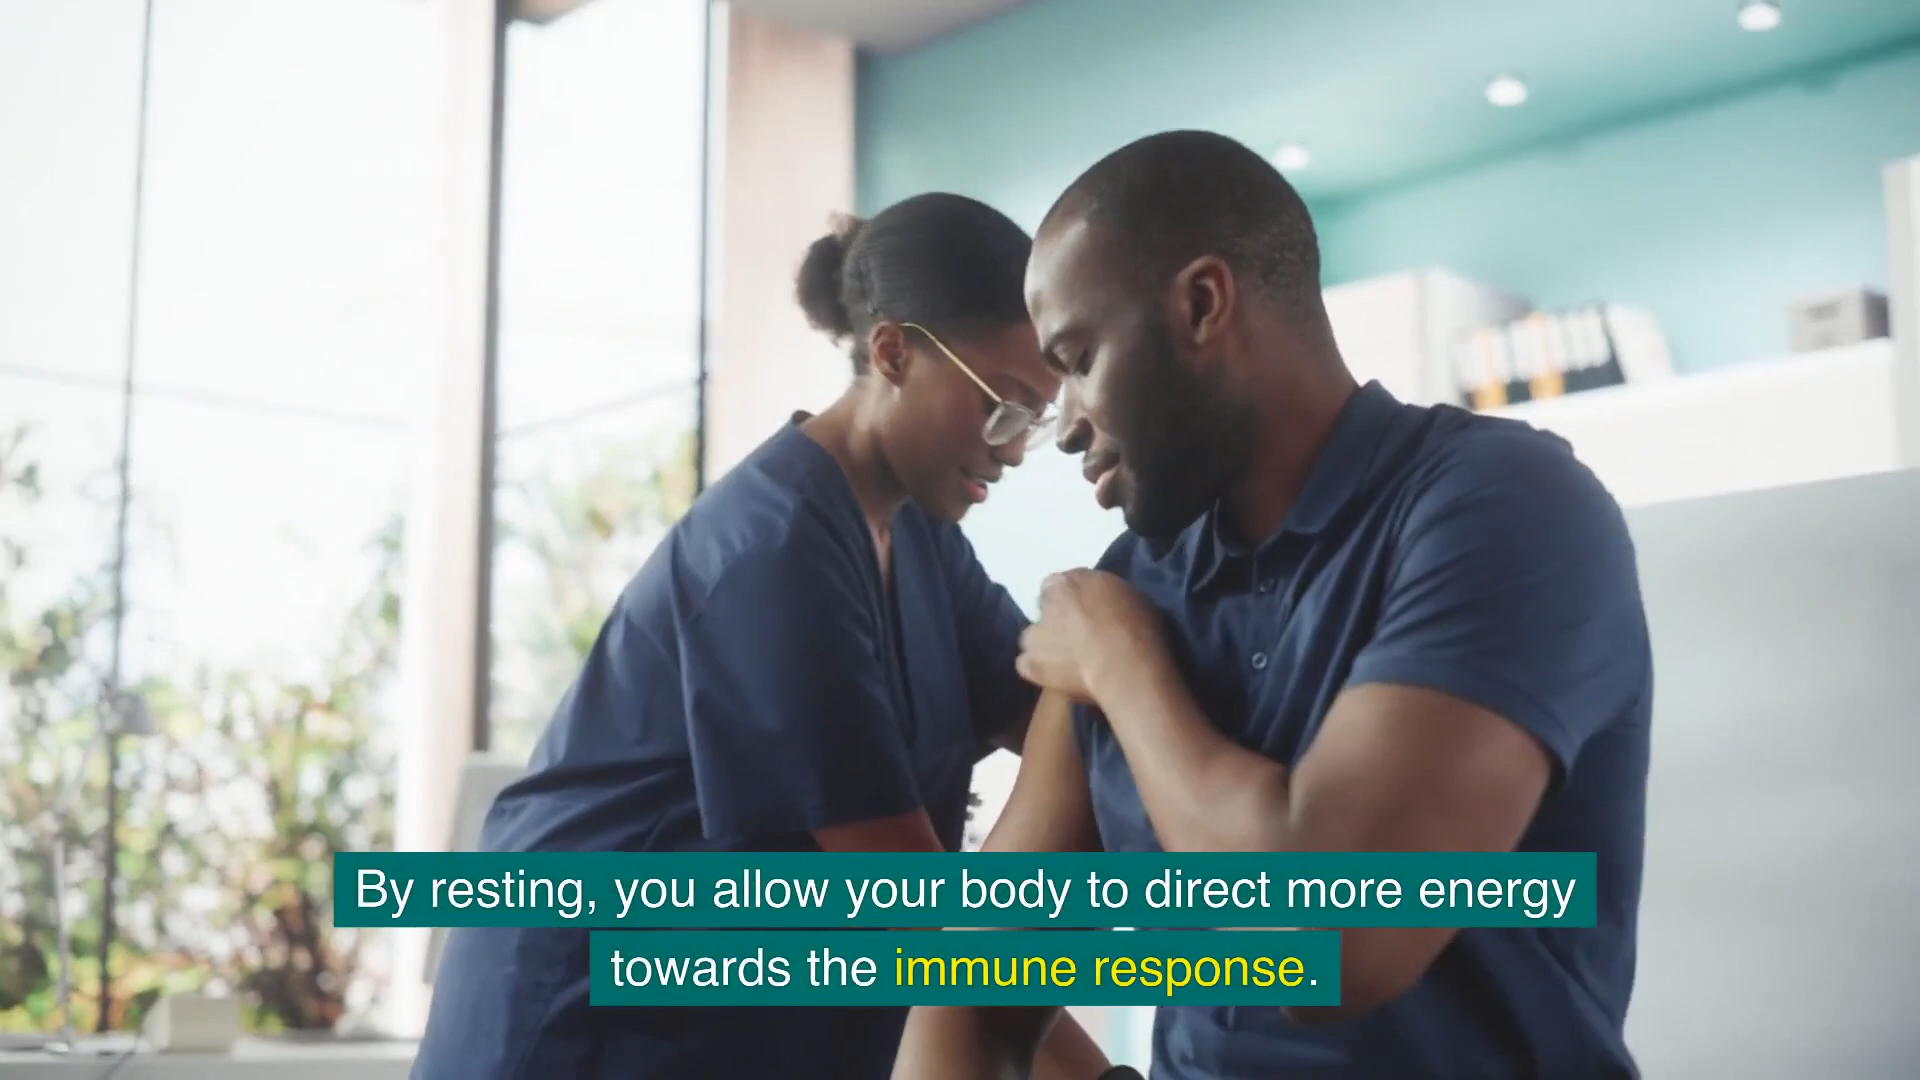 By resting, you allow your body to direct more energy
towards the immune response.